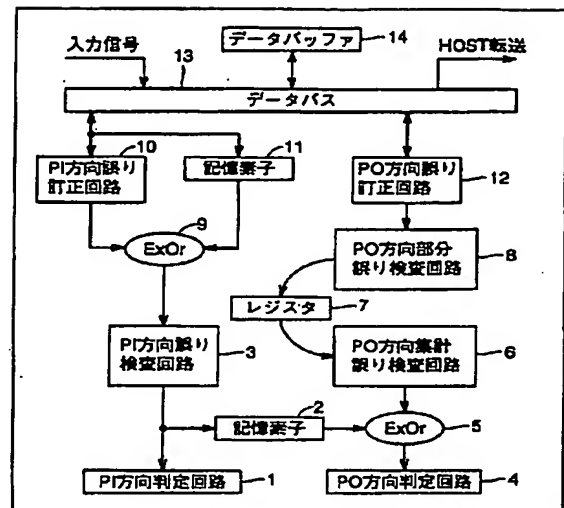 データバッファ 14
入力信号
HOST転送
13
データバス
10
11
PI方向誤り
訂正回路
記憶素子
PO方向誤り
訂正回路
12
9
ExOr
PO方向部分
誤り検査回路
8
レジスタ
7
PI方向誤り
検査回路
3
PO方向集計
誤り検査回路
6
2
記憶素子
ExOr
5
PI方向判定回路
1
PO方向判定回路
4